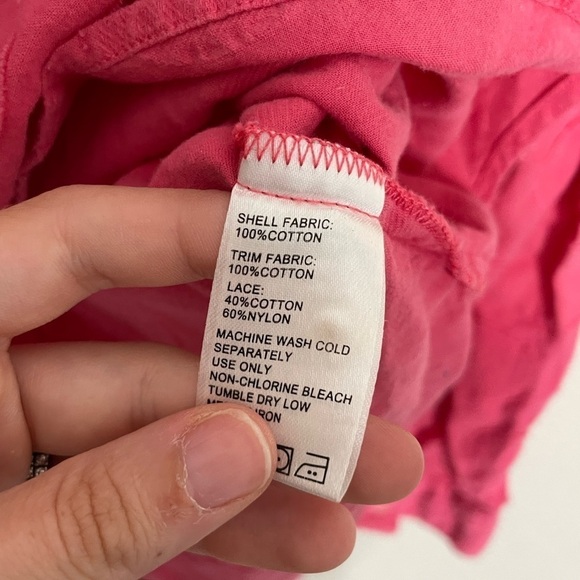 SHELL FABRIC:
100%COTTON
TRIM FABRIC:
100%COTTON
LACE:
40%COTTON
60%NYLON
MACHINE WASH COLD
SEPARATELY
USE ONLY
NON-CHLORINE BLEACH
TUMBLE DRY LOW
IRON